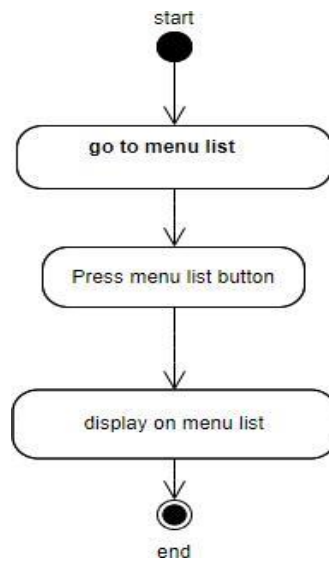 start
go to menu list
Press menu list button
display on menu list
end